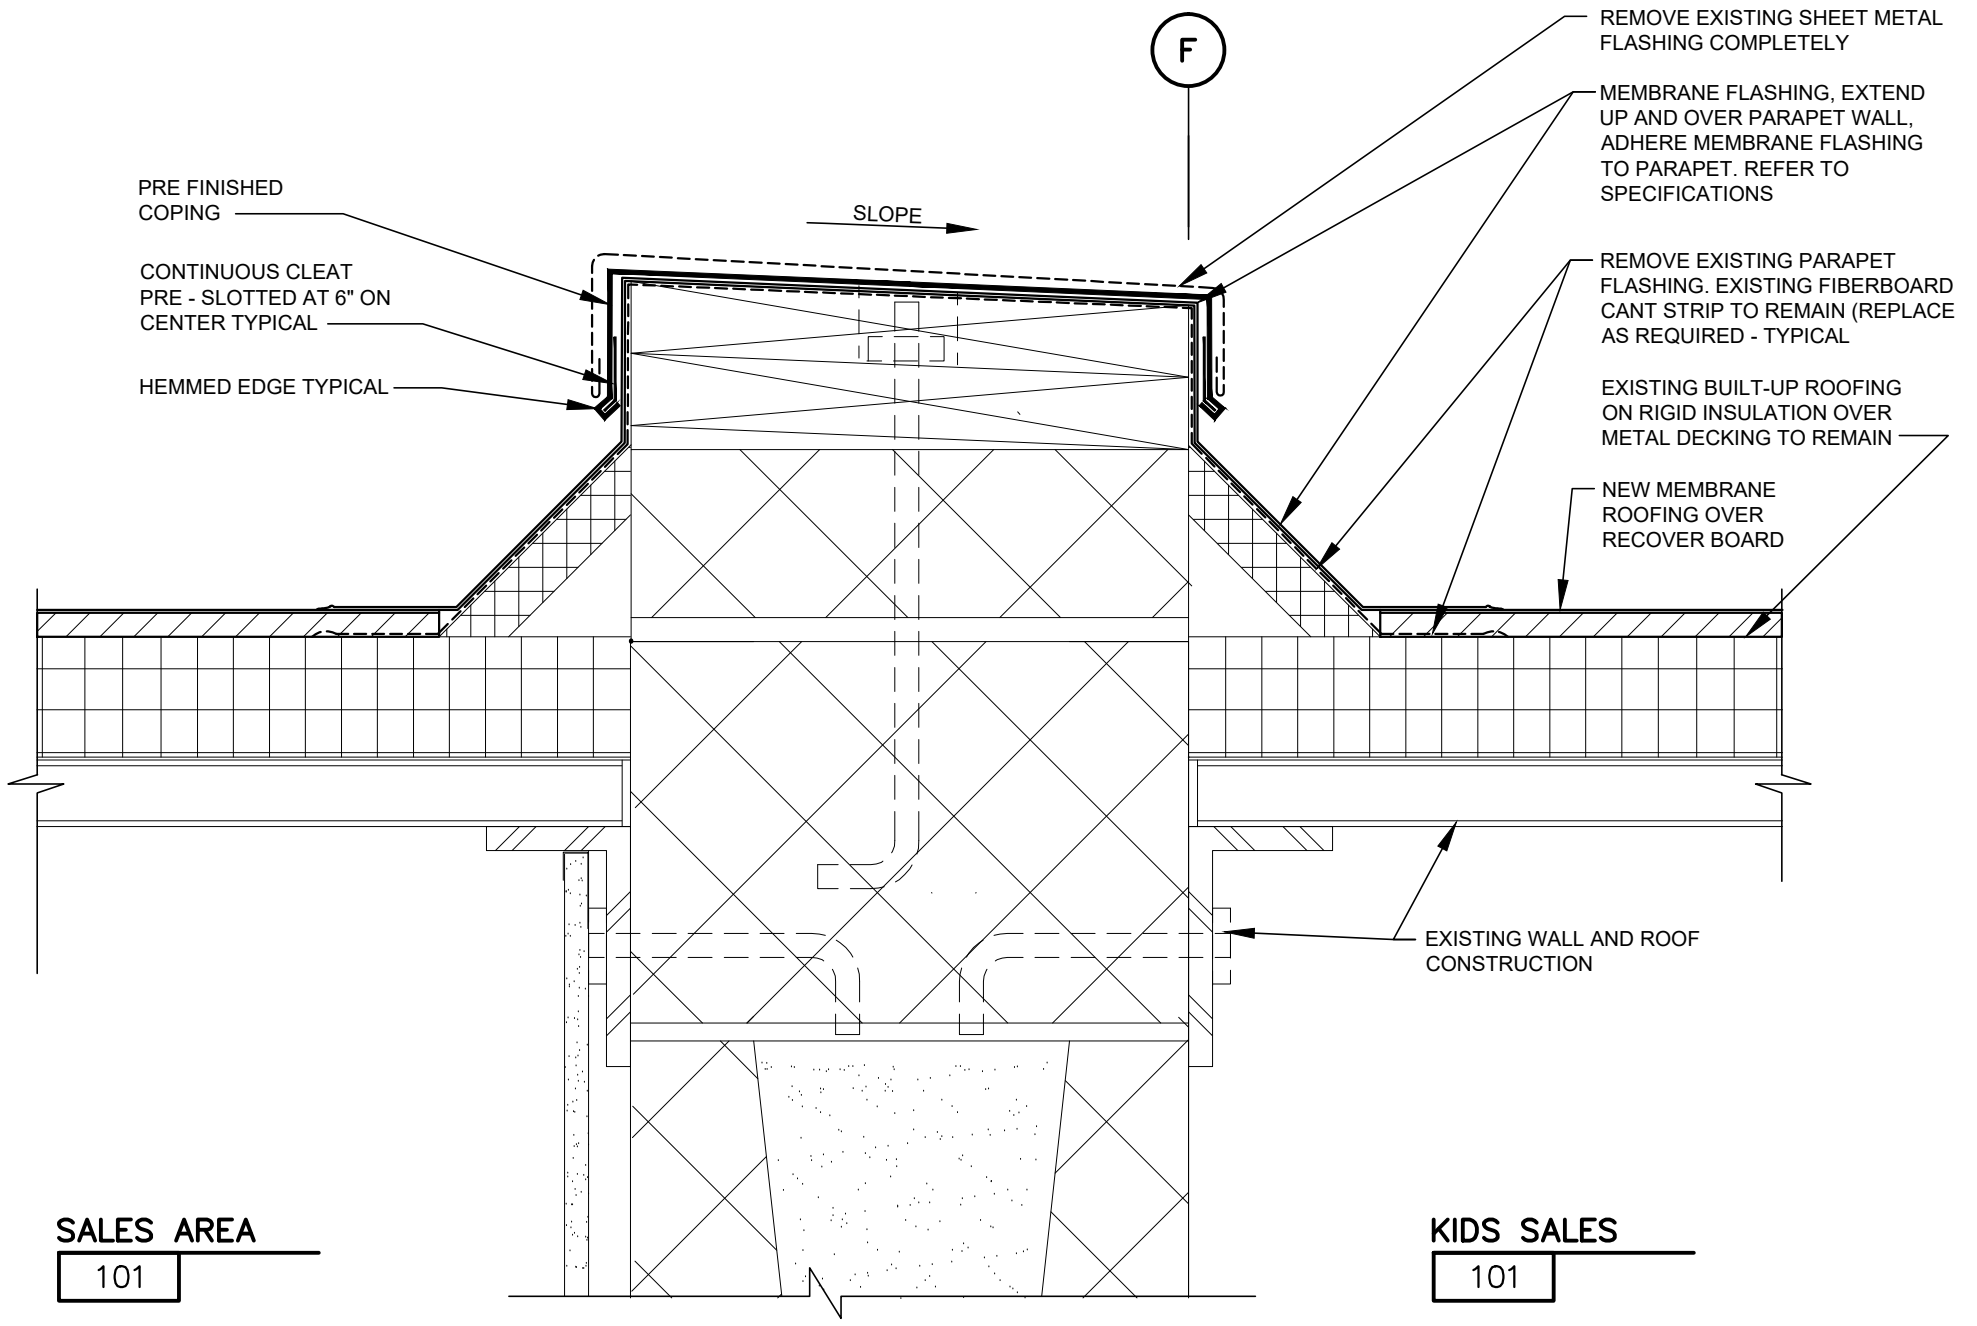 F
REMOVE EXISTING SHEET METAL
FLASHING COMPLETELY
MEMBRANE FLASHING, EXTEND
UP AND OVER PARAPET WALL,
ADHERE MEMBRANE FLASHING
TO PARAPET. REFER TO
SPECIFICATIONS
PRE FINISHED
COPING
SLOPE
CONTINUOUS CLEAT
PRE - SLOTTED AT 6" ON
CENTER TYPICAL
HEMMED EDGE TYPICAL
REMOVE EXISTING PARAPET
FLASHING. EXISTING FIBERBOARD
CANT STRIP TO REMAIN (REPLACE
AS REQUIRED - TYPICAL
EXISTING BUILT-UP ROOFING
ON RIGID INSULATION OVER
METAL DECKING TO REMAIN
NEW MEMBRANE
ROOFING OVER
RECOVER BOARD
EXISTING WALL AND ROOF
CONSTRUCTION
SALES AREA
101
KIDS SALES
101